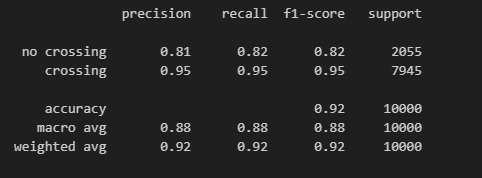 precision recall f1-score support
no crossing 0.81 0.82 0.82 2055
crossing 0.95 0.95 0.95 7945
accuracy 0.92 10000
macro avg 0.88 0.88 0.88 10000
weighted avg 0.92 0.92 0.92 10000